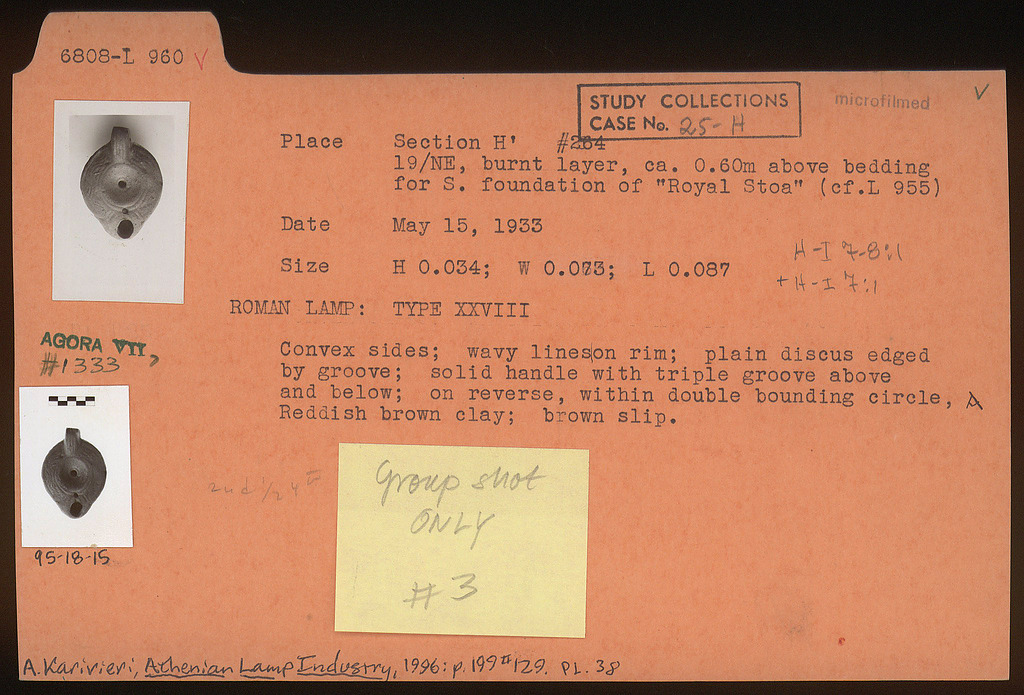 6808-L 960 √
STUDY COLLECTIONS
CASE No. 25-H
microfilmed
√
Place Section H' #264
19/NE, burnt layer, ca. 0.60m above bedding
for S. foundation of "Royal Stoa" (cf.L 955)
Date May 15, 1933
Size H 0.034; W 0.073; L 0.087
H-I 7-8:1
+H-I 7:1
ROMAN LAMP: TYPE XXVIII
AGORA VII,
#1333
Convex sides; wavy lines|on rim; plain discus edged
by groove; solid handle with triple groove above
and below; on reverse, within double bounding circle, A
Reddish brown clay; brown slip.
Group shot
ONLY
#3
95-18-15
A. Karivieri, Athenian Lamp Industry, 1996: p.199 #129. PL. 38